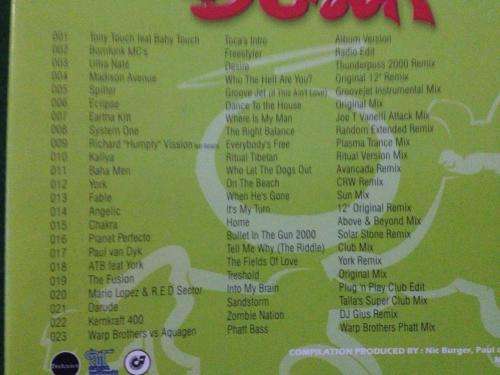 DOWN
001 Tony Touch feat Baby Touch Toca's Intro Album Version
002 Bomfunk MC's Freestyler Radio Edit
003 Ultra Nate Desire Thunderpuss 2000 Remix
004 Madison Avenue Who The Hell Are You? Original 12" Remix
005 Spiller Groove Jet (If This Ain't Love) Groovejet Instrumental Mix
006 Eclipse Dance To the House Original Mix
007 Eartha Kitt Where Is My Man Joe T Vanelli Attack Mix
008 System One The Right Balance Random Extended Remix
009 Richard "Humpty" Vission Everybody's Free Plasma Trance Mix
010 Kaliya Ritual Tibetan Ritual Version Mix
011 Baha Men Who Let The Dogs Out Avancada Remix
012 York On The Beach CRW Remix
013 Fable When He's Gone Sun Mix
014 Angelic It's My Turn 12" Original Remix
015 Chakra Home Above & Beyond Mix
016 Planet Perfecto Bullet In The Gun 2000 Solar Stone Remix
017 Paul van Dyk Tell Me Why (The Riddle) Club Mix
018 ATB feat York The Fields Of Love York Remix
019 The Fusion Treshold Original Mix
020 Mario Lopez & R.E.D Sector Into My Brain Plug 'n Play Club Edit
021 Darude Sandstorm Tailla's Super Club Mix
022 Kernkraft 400 Zombie Nation DJ Gius Remix
023 Warp Brothers vs Aquagen Phatt Bass Warp Brothers Phatt Mix
COMPILATION PRODUCED BY : Nic Burger, Paul